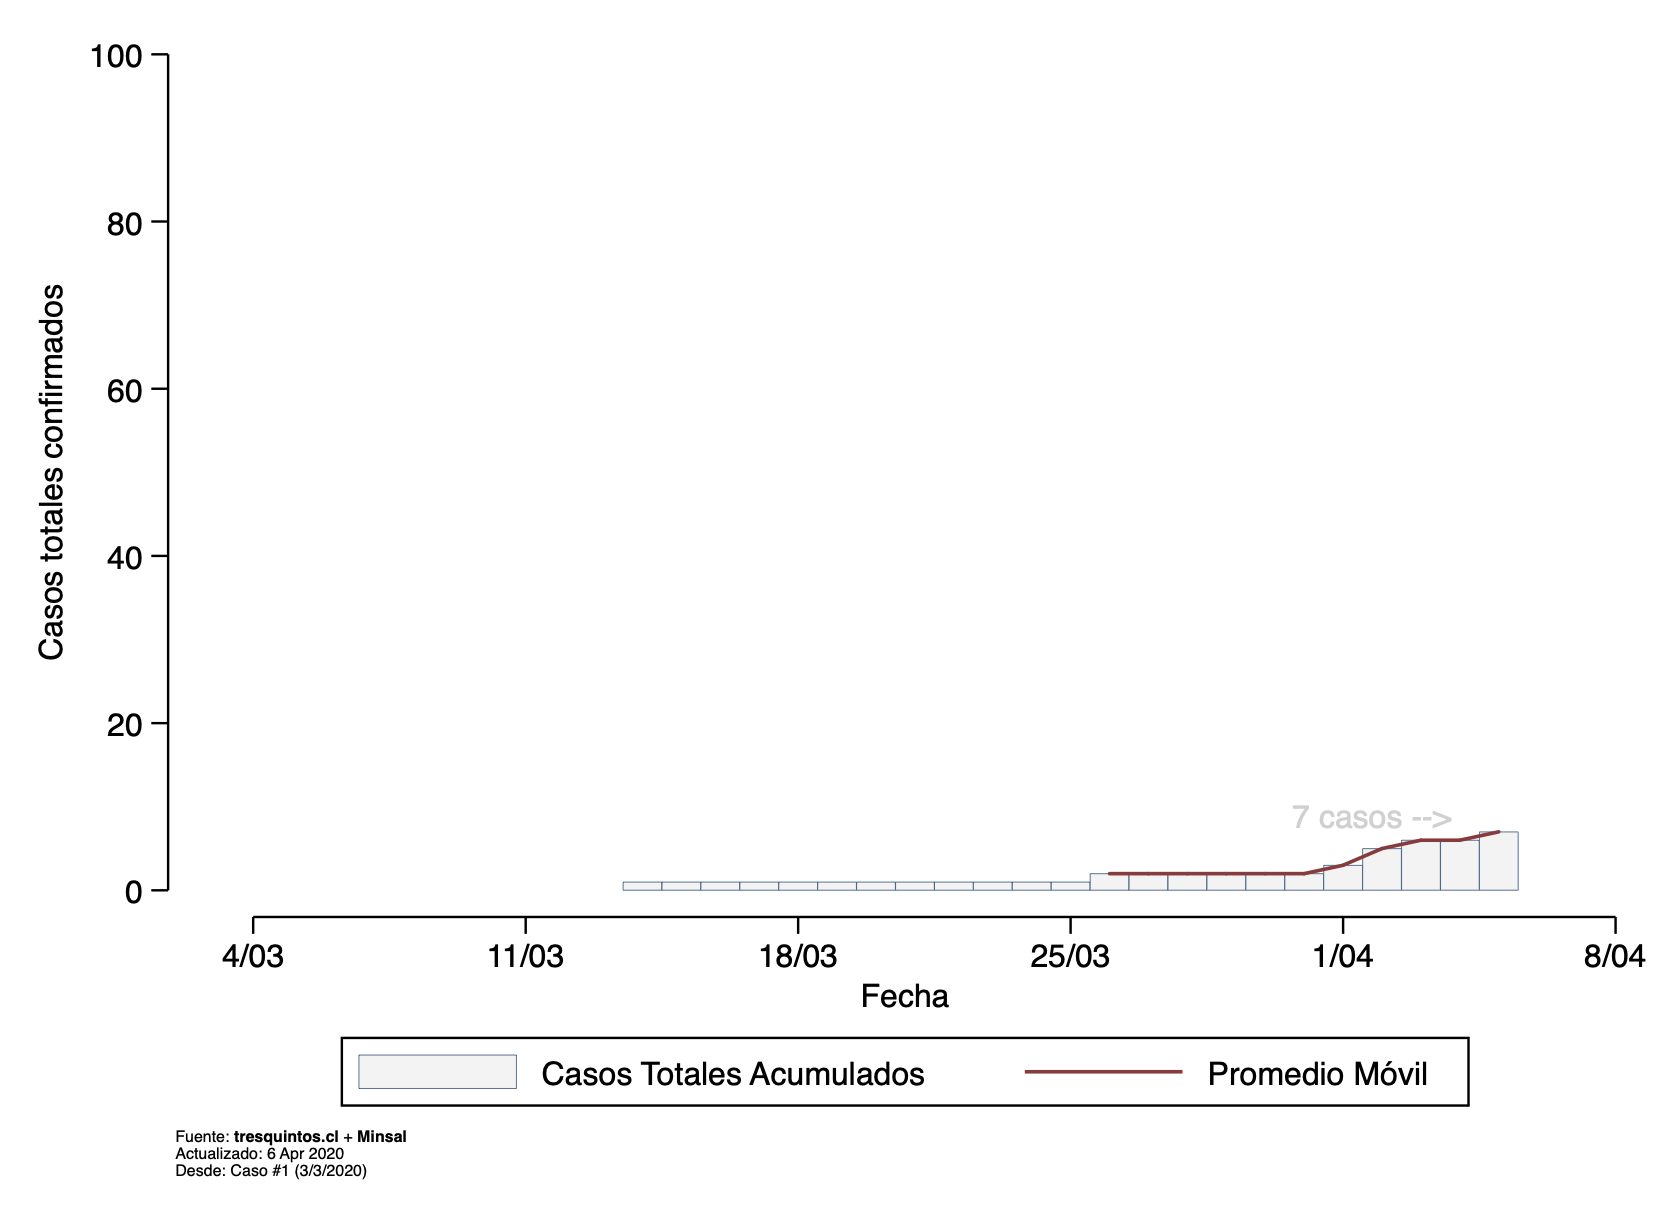 100
80
60
40
20
0
Casos totales confirmados
7 casos -->
4/03 11/03 18/03 25/03 1/04 8/04
Fecha
Casos Totales Acumulados Promedio Móvil
Fuente: tresquintos.cl + Minsal
Actualizado: 6 Apr 2020
Desde: Caso #1 (3/3/2020)